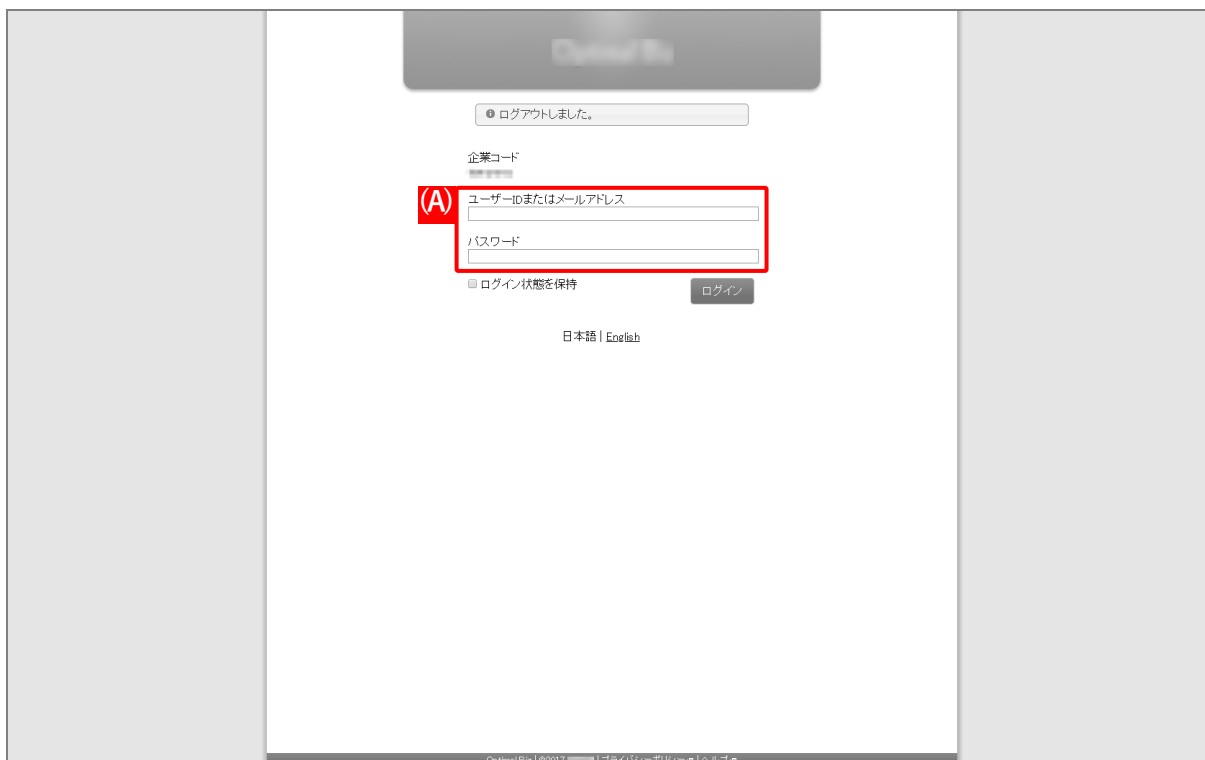 ログアウトしました。
企業コード
(A)
ユーザーIDまたはメールアドレス
パスワード
ログイン状態を保持
ログイン
日本語 | English